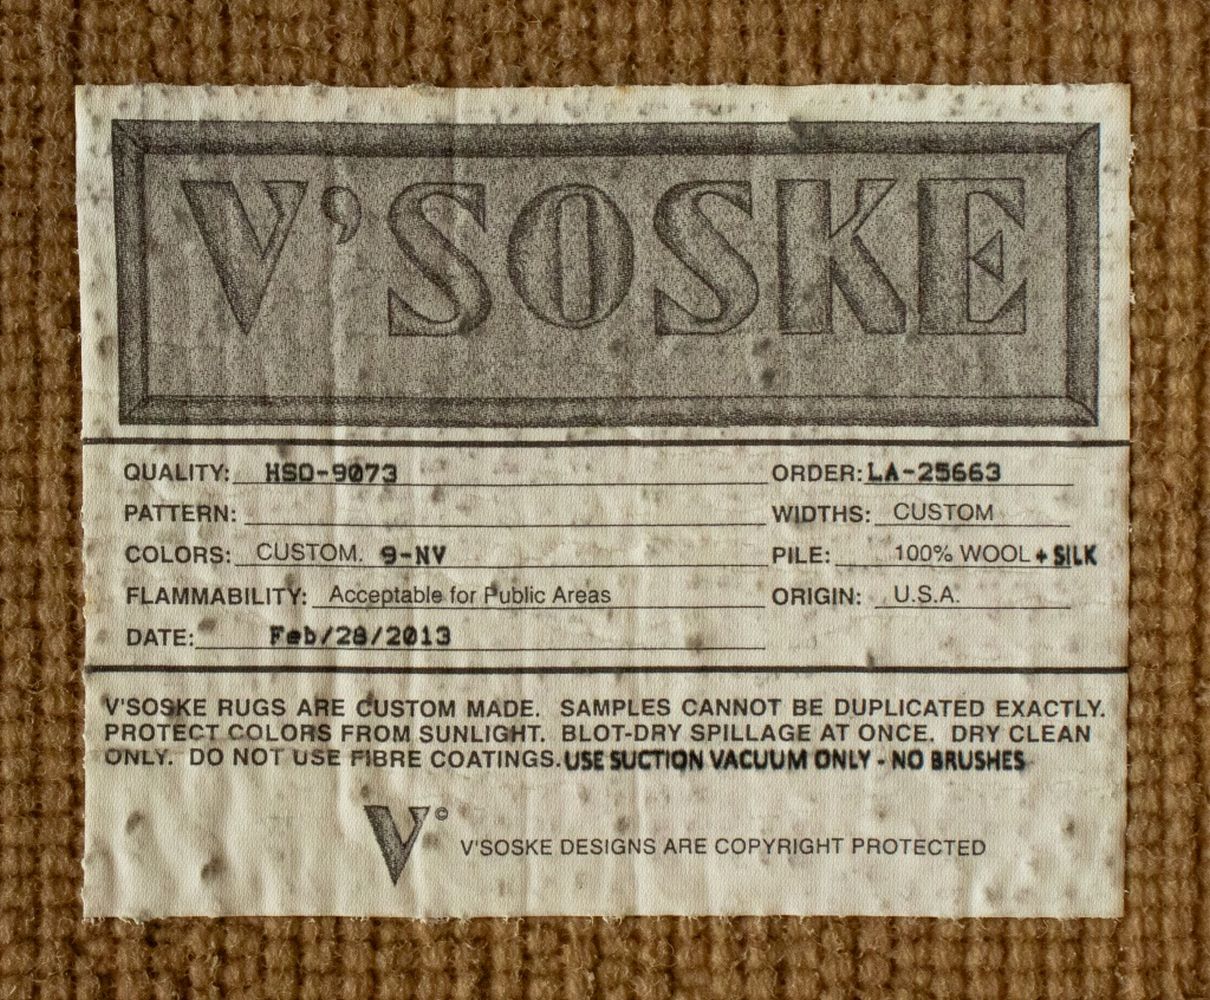 V'SOSKE
QUALITY: HSO-9073 ORDER: LA-25663
PATTERN: WIDTHS: CUSTOM
COLORS: CUSTOM. 9-NV PILE: 100% WOOL + SILK
FLAMMABILITY: Acceptable for Public Areas ORIGIN: U.S.A.
DATE: Feb/28/2013
V'SOSKE RUGS ARE CUSTOM MADE. SAMPLES CANNOT BE DUPLICATED EXACTLY.
PROTECT COLORS FROM SUNLIGHT. BLOT-DRY SPILLAGE AT ONCE. DRY CLEAN
ONLY. DO NOT USE FIBRE COATINGS. USE SUCTION VACUUM ONLY - NO BRUSHES
V © V'SOSKE DESIGNS ARE COPYRIGHT PROTECTED